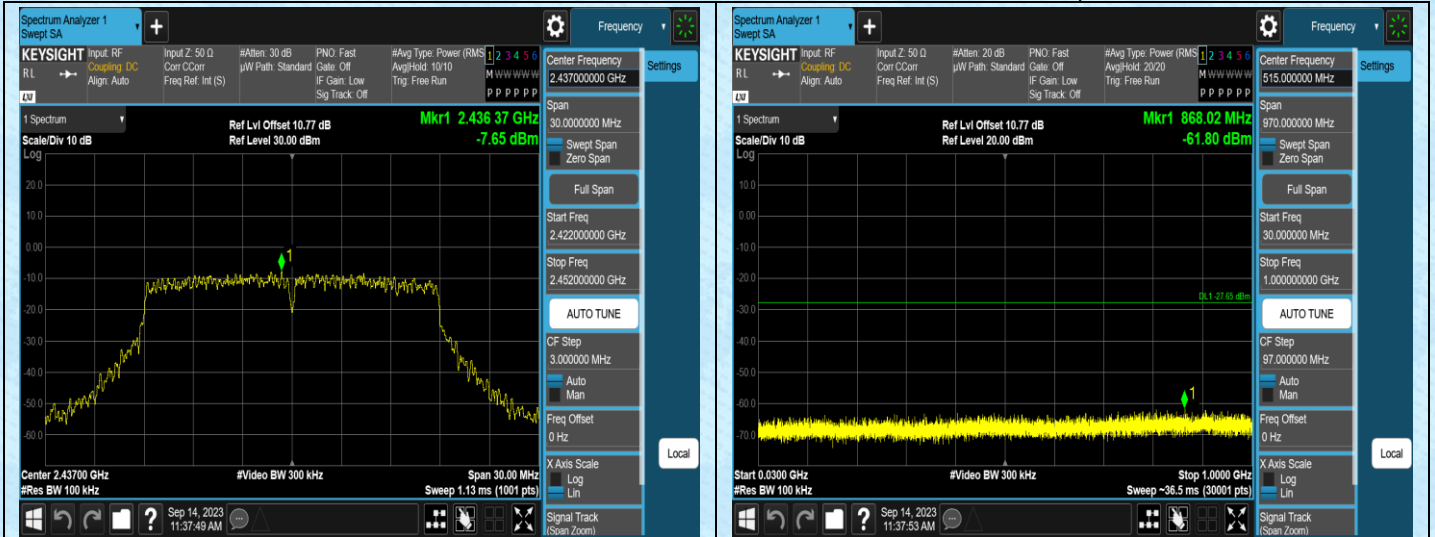 Spectrum Analyzer 1
Swept SA
+
Frequency
KEYSIGHT
RL
LXI
Input: RF
Coupling: DC
Align: Auto
Input Z: 50 Ω
Corr CCorr
Freq Ref: Int (S)
#Atten: 30 dB
µW Path: Standard
PNO: Fast
Gate: Off
IF Gain: Low
Sig Track: Off
#Avg Type: Power (RMS
Avg|Hold: 10/10
Trig: Free Run
1 2 3 4 5 6
M W W W W W
P P P P P P
Center Frequency
2.437000000 GHz
Settings
Span
30.0000000 MHz
Swept Span
Zero Span
Full Span
Start Freq
2.422000000 GHz
Stop Freq
2.452000000 GHz
AUTO TUNE
CF Step
3.000000 MHz
Auto
Man
Freq Offset
0 Hz
X Axis Scale
Log
Lin
Signal Track
(Span Zoom)
Local
1 Spectrum
Scale/Div 10 dB
Log
Ref Lvl Offset 10.77 dB
Ref Level 30.00 dBm
Mkr1 2.436 37 GHz
-7.65 dBm
20.0
10.0
0.00
-10.0
-20.0
-30.0
-40.0
-50.0
-60.0
1
Center 2.43700 GHz
#Res BW 100 kHz
#Video BW 300 kHz
Span 30.00 MHz
Sweep 1.13 ms (1001 pts)
?
Sep 14, 2023
11:37:49 AM
Spectrum Analyzer 1
Swept SA
+
Frequency
KEYSIGHT
RL
LXI
Input: RF
Coupling: DC
Align: Auto
Input Z: 50 Ω
Corr CCorr
Freq Ref: Int (S)
#Atten: 20 dB
µW Path: Standard
PNO: Fast
Gate: Off
IF Gain: Low
Sig Track: Off
#Avg Type: Power (RMS
Avg|Hold: 20/20
Trig: Free Run
1 2 3 4 5 6
M W W W W W
P P P P P P
Center Frequency
515.000000 MHz
Settings
Span
970.000000 MHz
Swept Span
Zero Span
Full Span
Start Freq
30.000000 MHz
Stop Freq
1.000000000 GHz
AUTO TUNE
CF Step
97.000000 MHz
Auto
Man
Freq Offset
0 Hz
X Axis Scale
Log
Lin
Signal Track
(Span Zoom)
Local
1 Spectrum
Scale/Div 10 dB
Log
Ref Lvl Offset 10.77 dB
Ref Level 20.00 dBm
Mkr1 868.02 MHz
-61.80 dBm
10.0
0.00
-10.0
-20.0
-30.0
-40.0
-50.0
-60.0
-70.0
DL1 -27.65 dBm
1
Start 0.0300 GHz
#Res BW 100 kHz
#Video BW 300 kHz
Stop 1.0000 GHz
Sweep ~36.5 ms (30001 pts)
?
Sep 14, 2023
11:37:53 AM